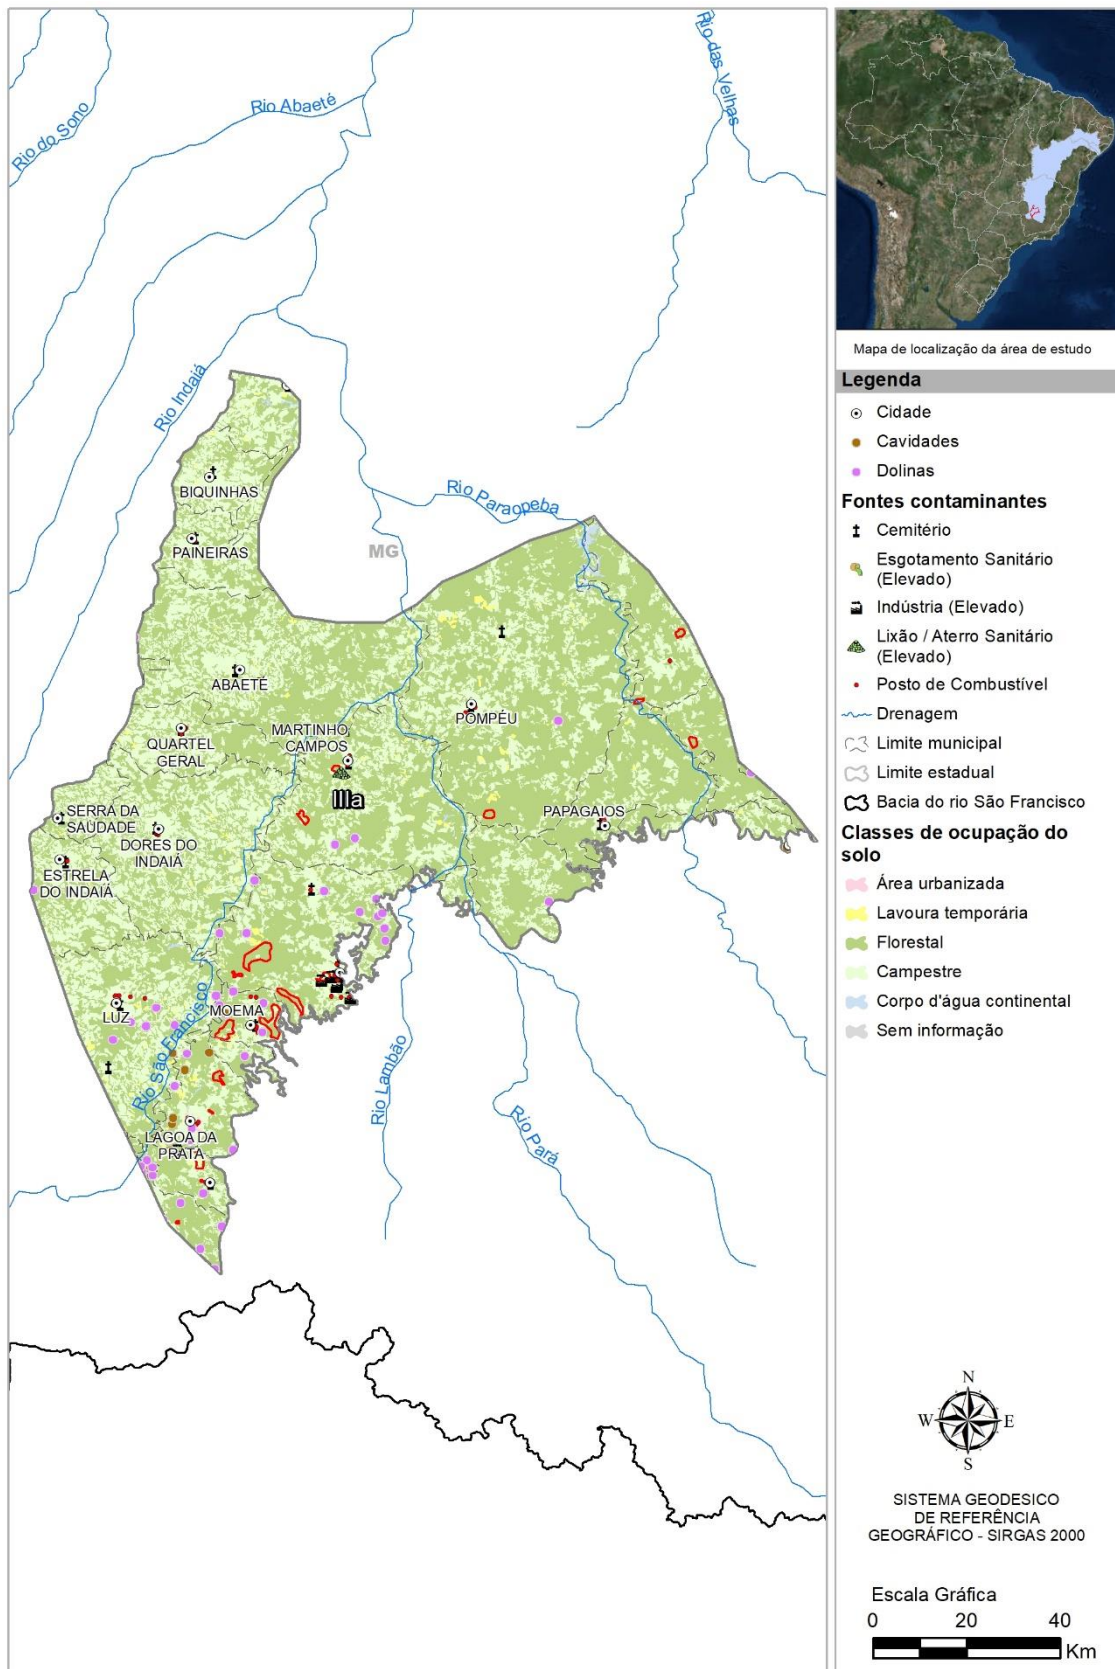 Rio do Sono
Rio Abaeté
Rio das Velhas
Rio Indaiá
Rio Paraopeba
MG
BIQUINHAS
PAINEIRAS
ABAETÉ
QUARTEL
GERAL
MARTINHO
CAMPOS
POMPÉU
IIIa
PAPAGAIOS
SERRA DA
SAUDADE
DORES DO
INDAIÁ
ESTRELA
DO INDAIÁ
LUZ
MOEMA
Rio São Francisco
LAGOA DA
PRATA
Rio Lambão
Rio Pará
Mapa de localização da área de estudo
Legenda
Cidade
Cavidades
Dolinas
Fontes contaminantes
Cemitério
Esgotamento Sanitário
(Elevado)
Indústria (Elevado)
Lixão / Aterro Sanitário
(Elevado)
Posto de Combustível
Drenagem
Limite municipal
Limite estadual
Bacia do rio São Francisco
Classes de ocupação do
solo
Área urbanizada
Lavoura temporária
Florestal
Campestre
Corpo d'água continental
Sem informação
N
W E
S
SISTEMA GEODESICO
DE REFERÊNCIA
GEOGRÁFICO - SIRGAS 2000
Escala Gráfica
0 20 40
Km